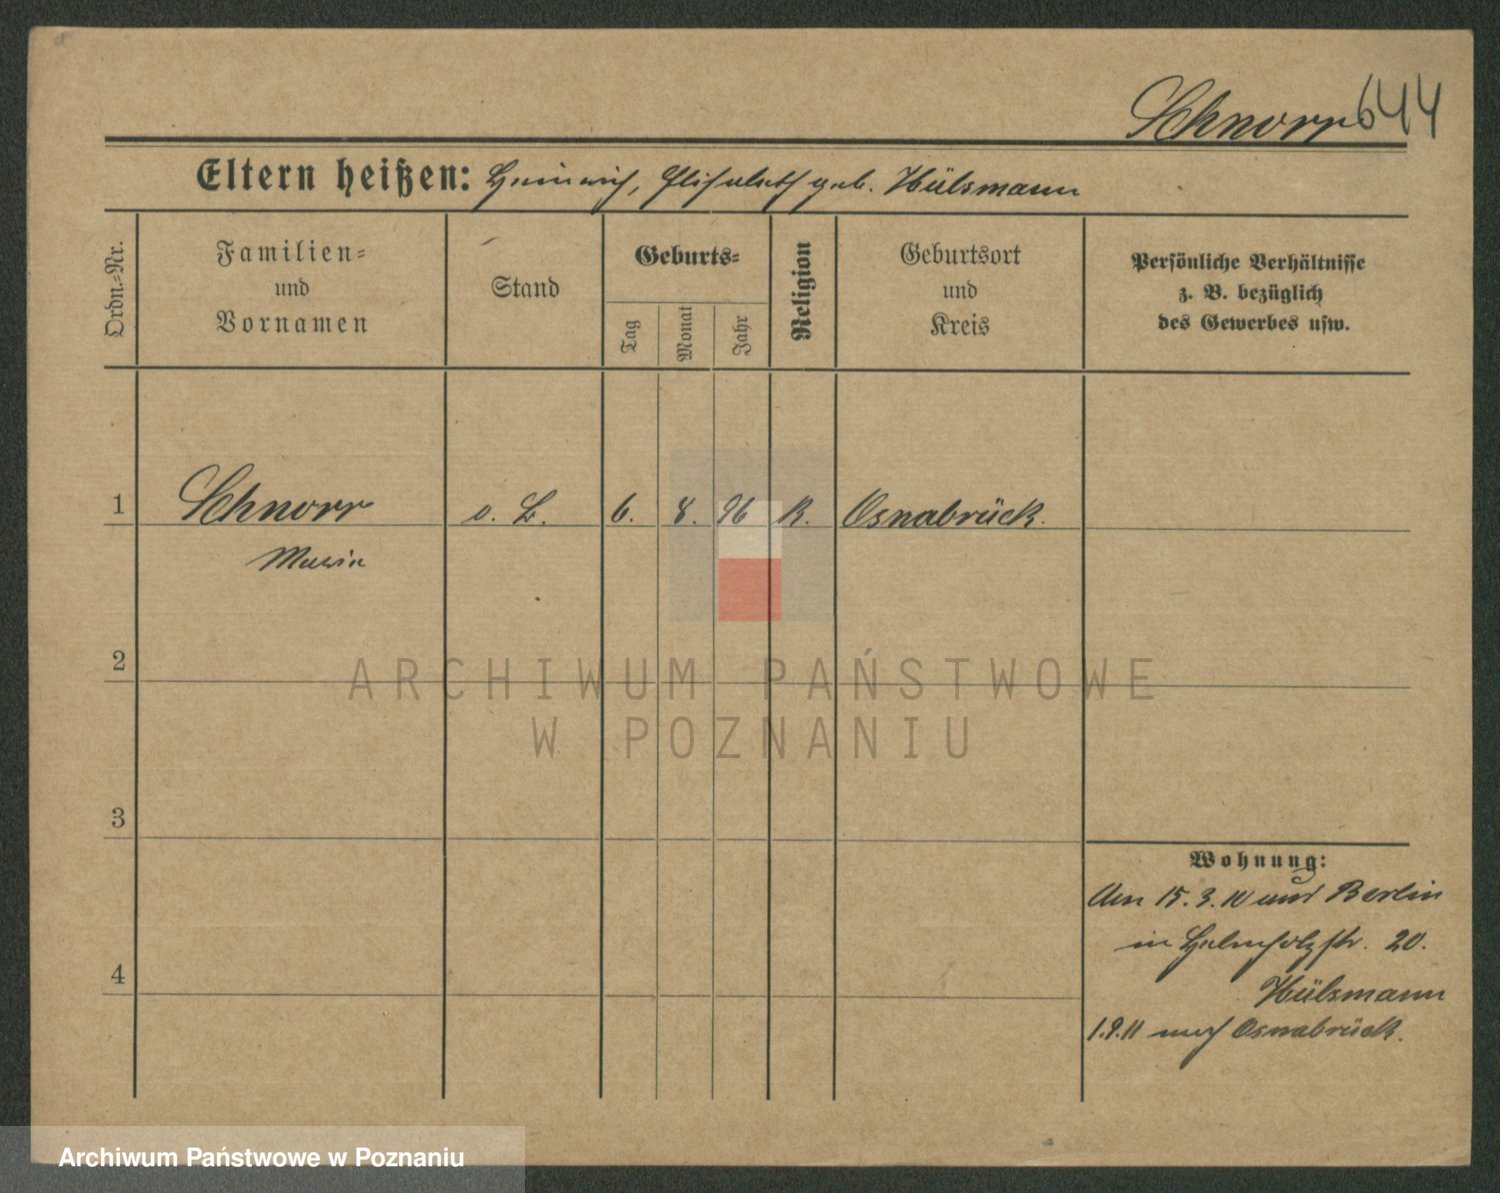 Schnorr 644
Eltern heißen: Heinrich, Elisabeth geb. Hülsmann
Ordn.-Nr.
Familien-
und
Vornamen
Stand
Geburts-
Tag
Monat
Jahr
Religion
Geburtsort
und
Kreis
Persönliche Verhältnisse
z. B. bezüglich
des Gewerbes usw.
1 Schnorr o. B. 6. 8. 96 K. Osnabrück.
Maria
2
3
4
Wohnung:
Am 15.3.10 aus Berlin
in Helmholzstr. 20.
Hülsmann
1.9.11 nach Osnabrück.
ARCHIWUM PAŃSTWOWE
W POZNANIU
Archiwum Państwowe w Poznaniu